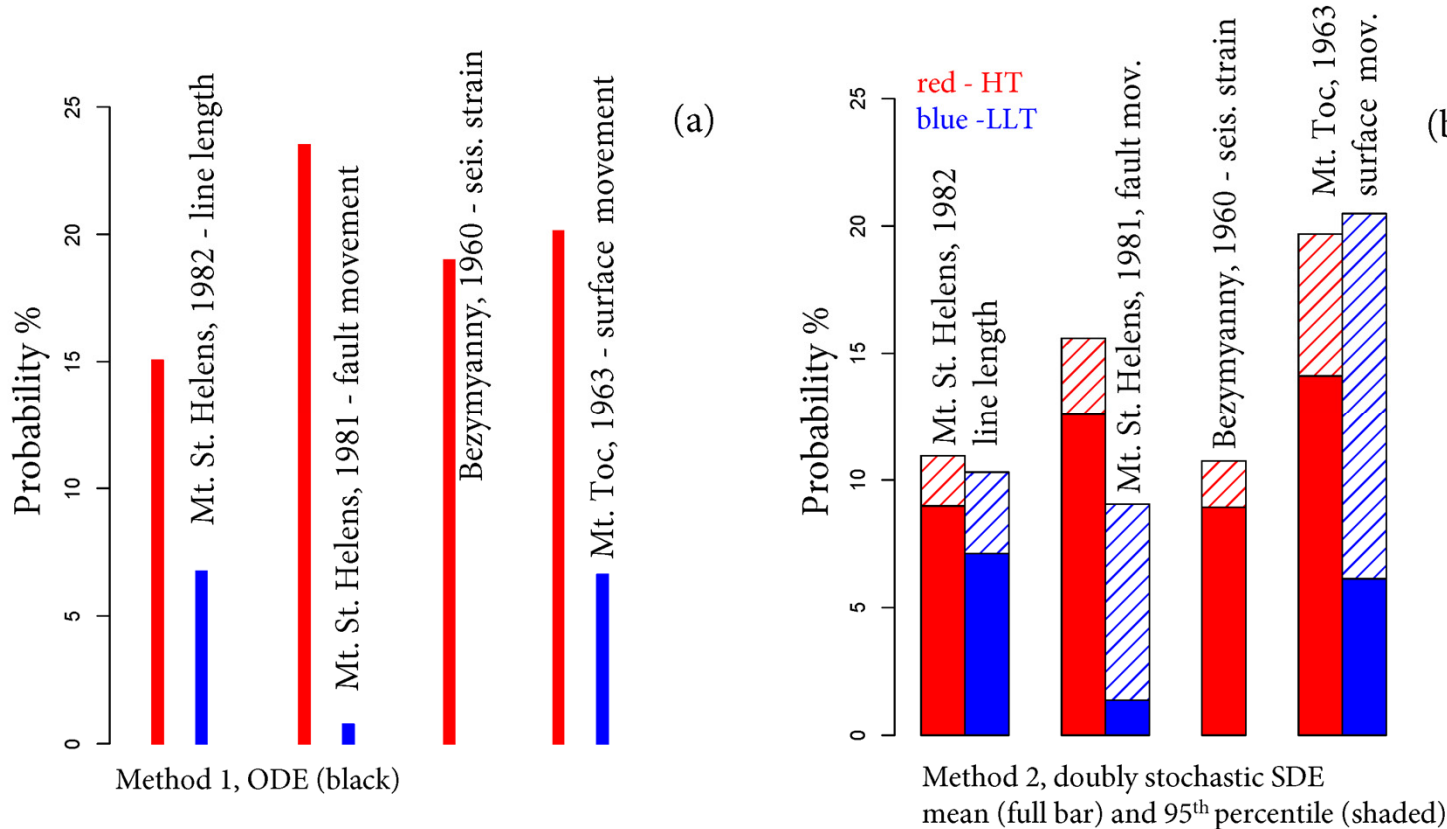 (a)
Probability %
25
20
15
10
5
0
Mt. St. Helens, 1982 - line length
Mt. St. Helens, 1981 - fault movement
Bezymyanny, 1960 - seis. strain
Mt. Toc, 1963 - surface movement
Method 1, ODE (black)
red - HT
blue -LLT
Probability %
25
20
15
10
5
0
Mt. St. Helens, 1982
line length
Mt. St. Helens, 1981, fault mov.
Bezymyanny, 1960 - seis. strain
Mt. Toc, 1963
surface mov.
Method 2, doubly stochastic SDE
mean (full bar) and 95th percentile (shaded)